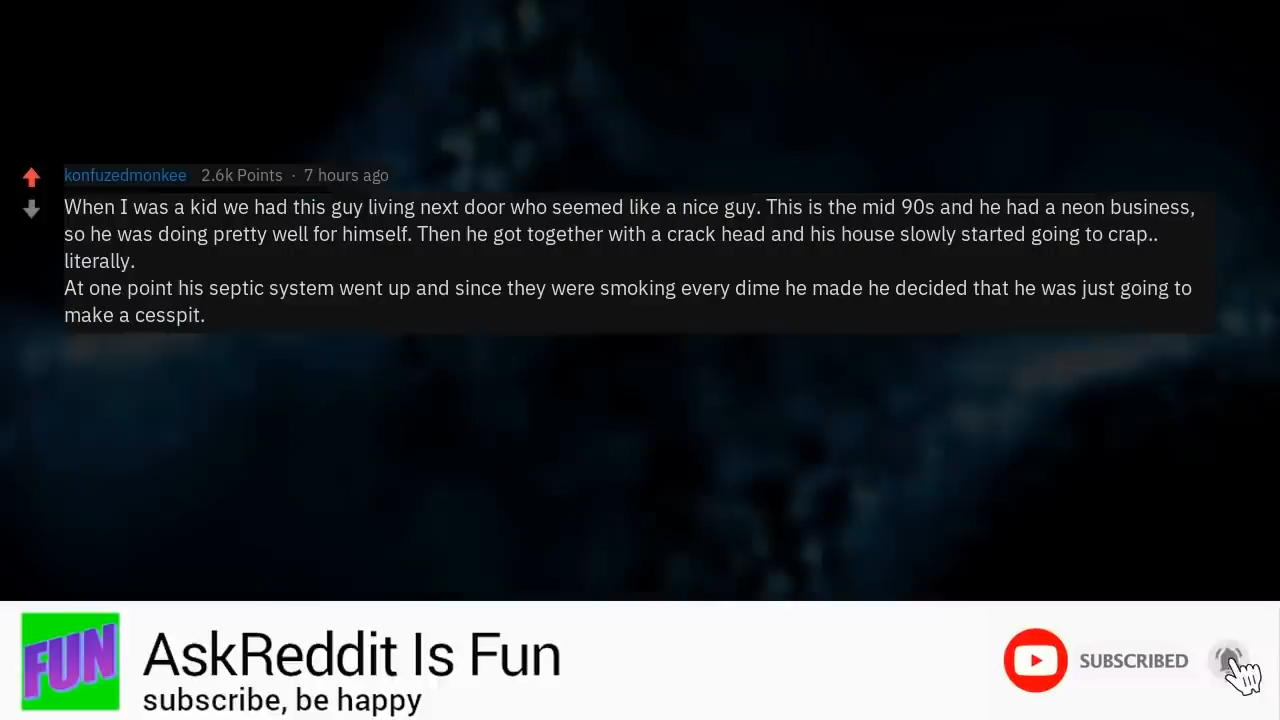 konfuzedmonkee 2.6k Points · 7 hours ago
When I was a kid we had this guy living next door who seemed like a nice guy. This is the mid 90s and he had a neon business,
so he was doing pretty well for himself. Then he got together with a crack head and his house slowly started going to crap..
literally.
At one point his septic system went up and since they were smoking every dime he made he decided that he was just going to
make a cesspit.
FUN
AskReddit Is Fun
subscribe, be happy
SUBSCRIBED